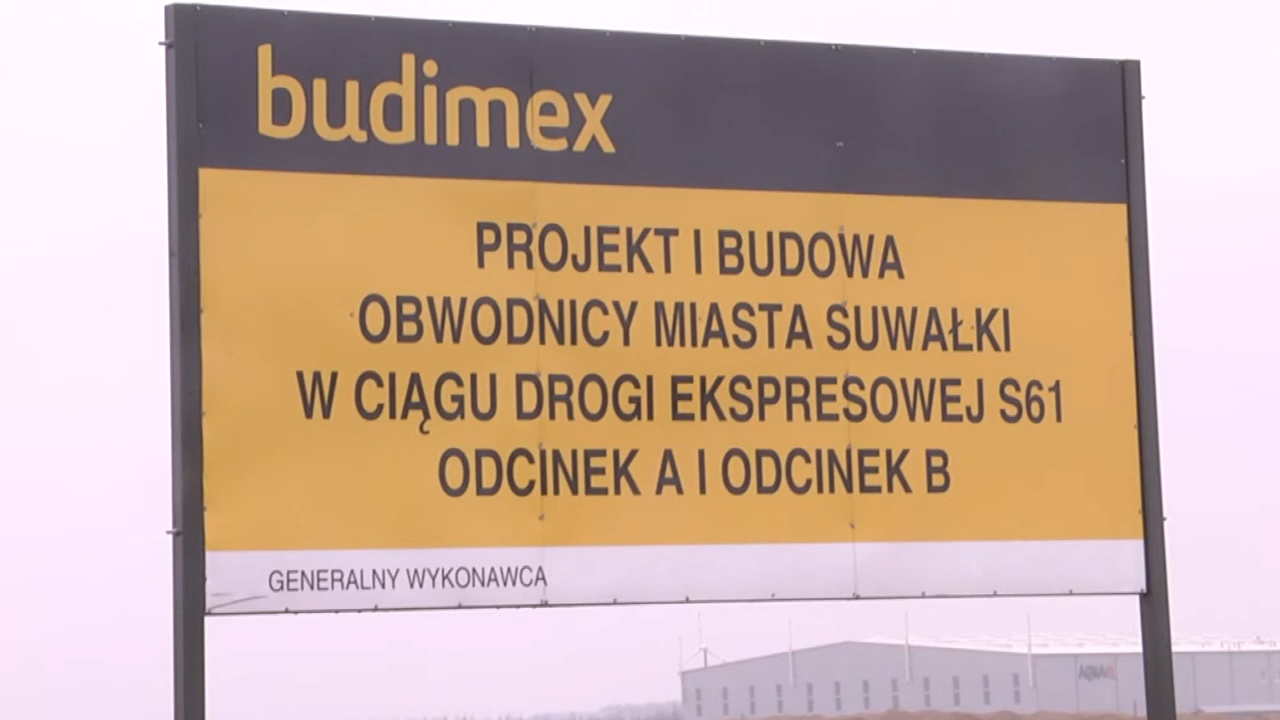 budimex
PROJEKT I BUDOWA
OBWODNICY MIASTA SUWAŁKI
W CIĄGU DROGI EKSPRESOWEJ S61
ODCINEK A I ODCINEK B
GENERALNY WYKONAWCA